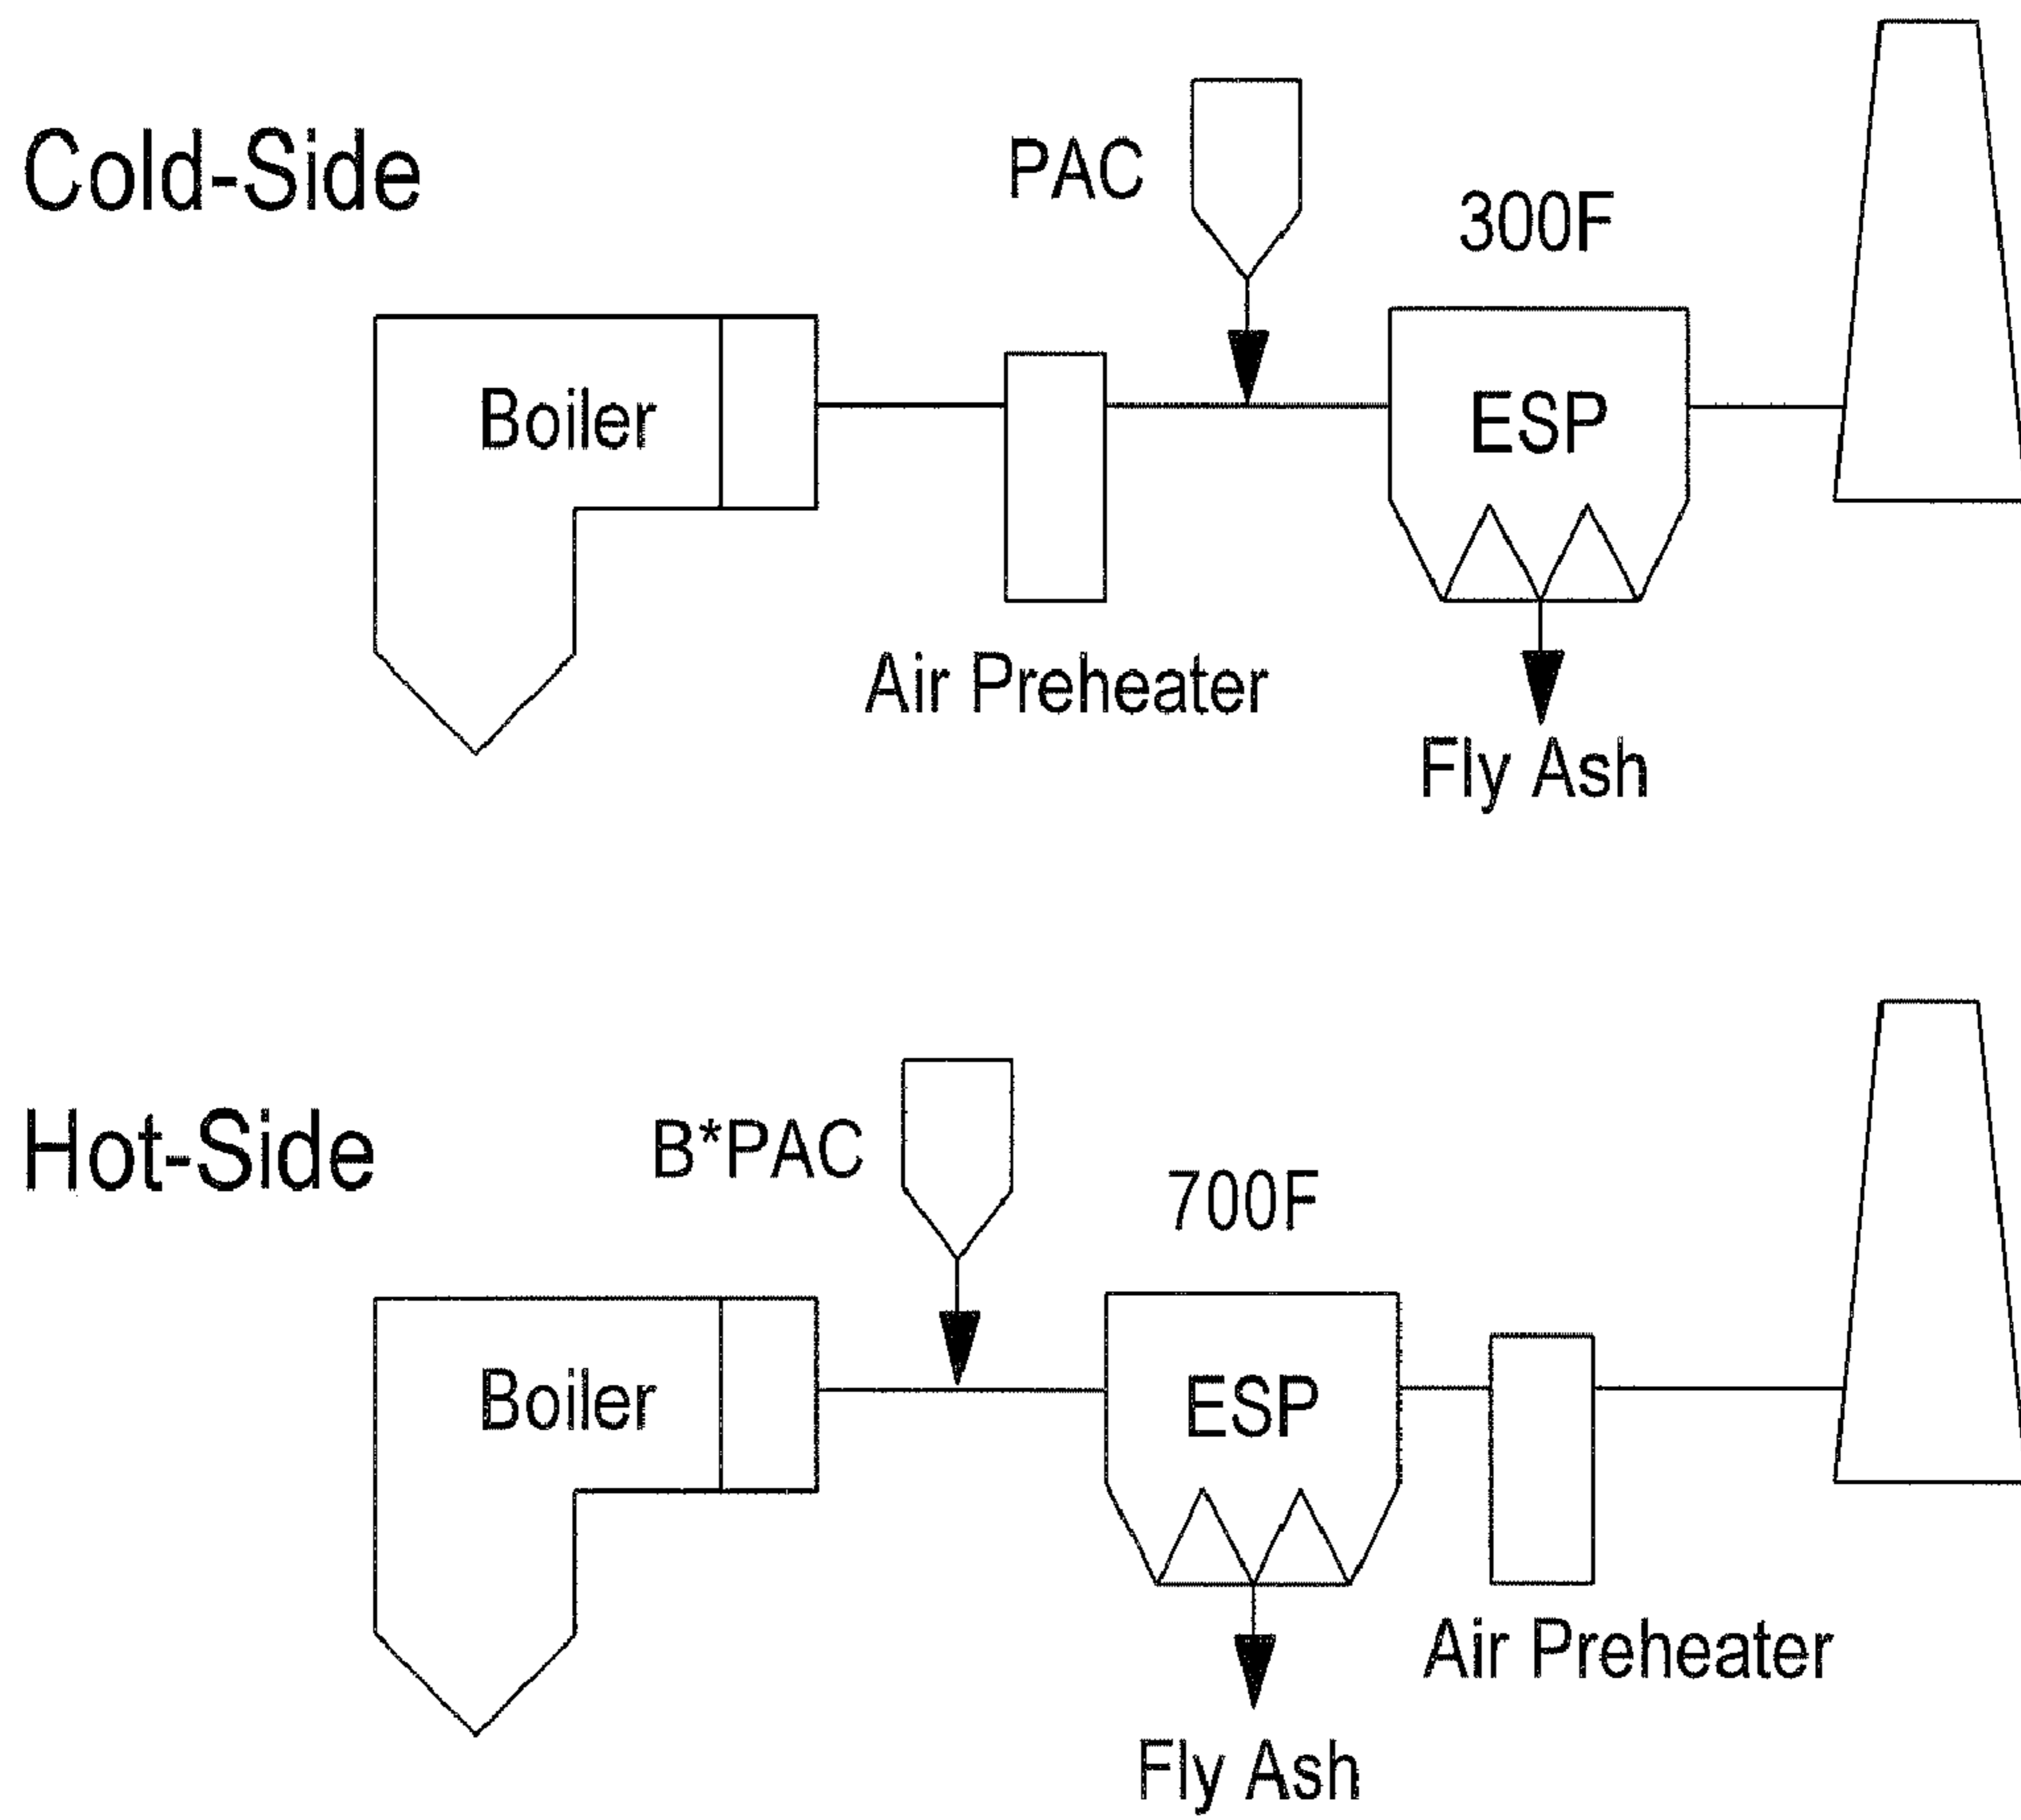 Cold-Side
PAC
300F
Boiler
ESP
Air Preheater
Fly Ash
Hot-Side
B*PAC
700F
Boiler
ESP
Air Preheater
Fly Ash